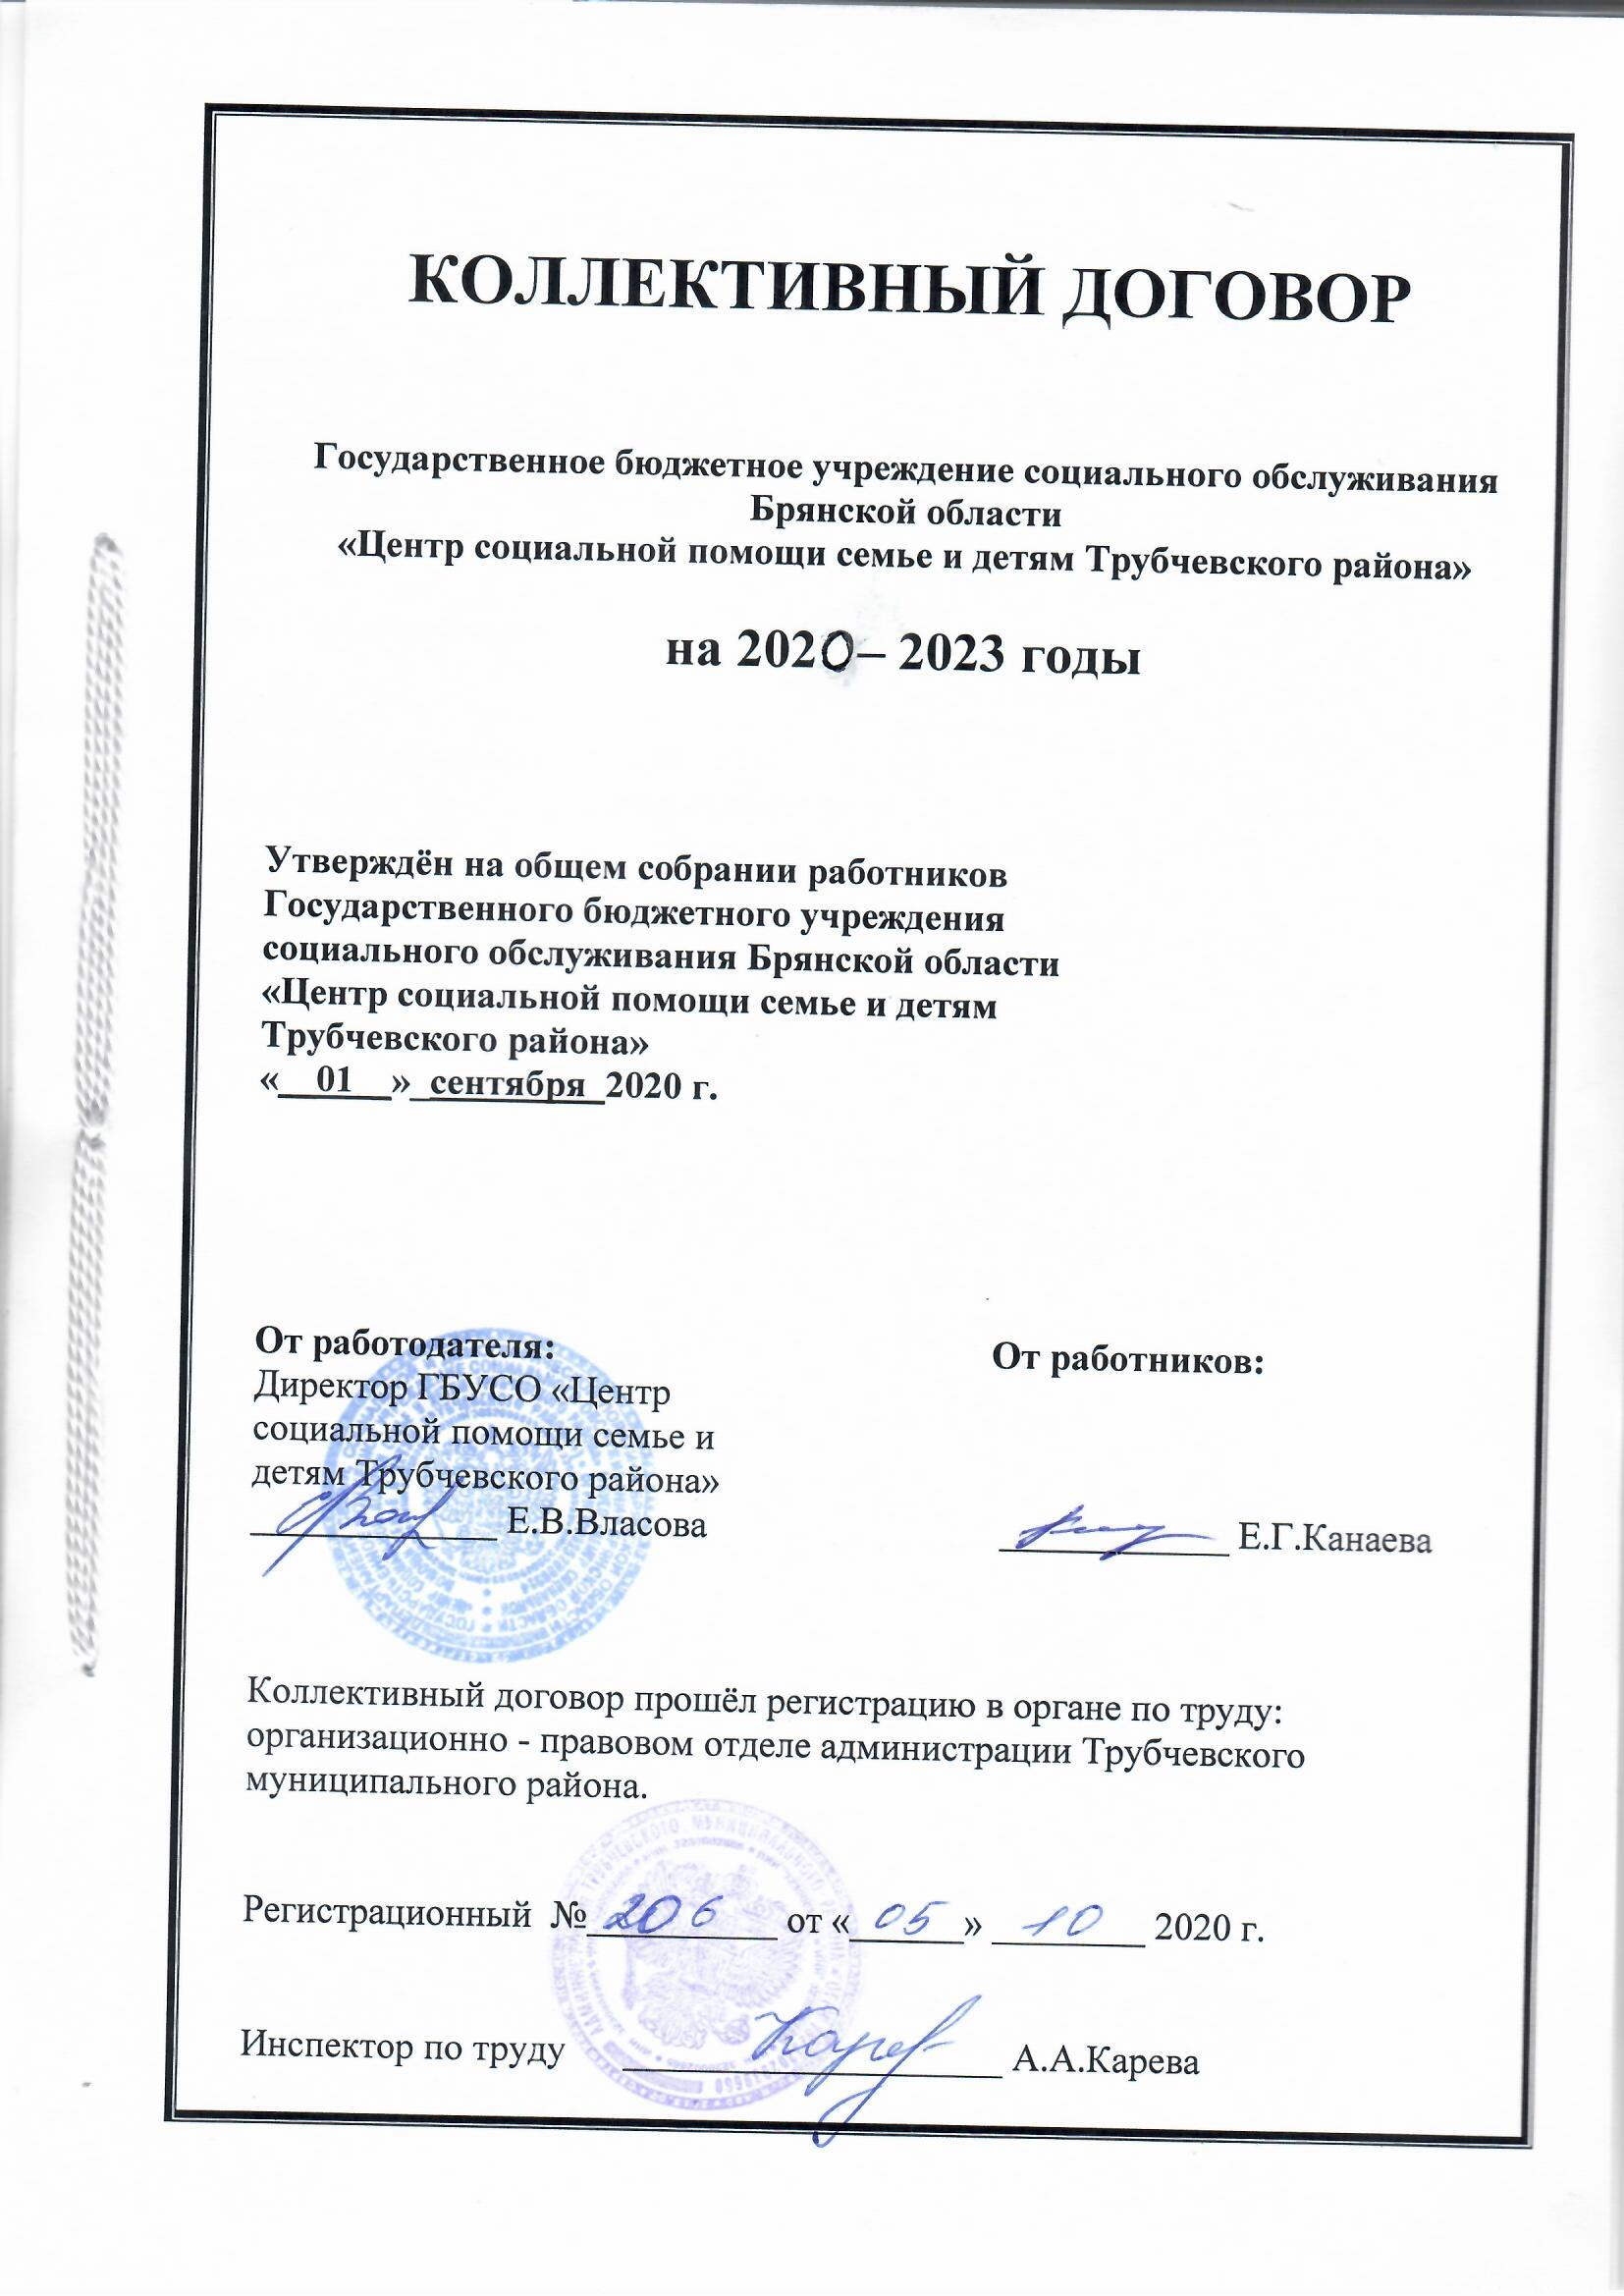 КОЛЛЕКТИВНЫЙ ДОГОВОР
Государственное бюджетное учреждение социального обслуживания
Брянской области
«Центр социальной помощи семье и детям Трубчевского района»
на 2020– 2023 годы
Утверждён на общем собрании работников
Государственного бюджетного учреждения
социального обслуживания Брянской области
«Центр социальной помощи семье и детям
Трубчевского района»
«__01__»_сентября_2020 г.
От работодателя:
Директор ГБУСО «Центр
социальной помощи семье и
детям Трубчевского района»
____________ Е.В.Власова
От работников:
____________ Е.Г.Канаева
Коллективный договор прошёл регистрацию в органе по труду:
организационно - правовом отделе администрации Трубчевского
муниципального района.
Регистрационный №206 от «05» 10 2020 г.
Инспектор по труду ____________ А.А.Карева